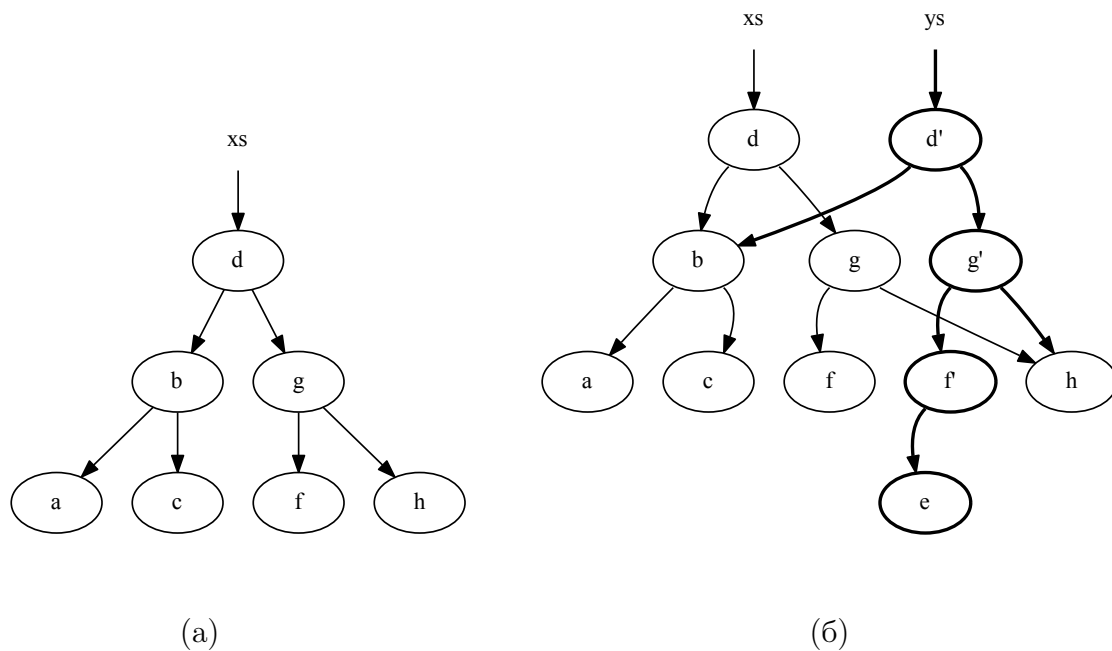 xs ys
d d'
xs
b g g'
d
a c f f' h
b g
e
a c f h
(а) (б)